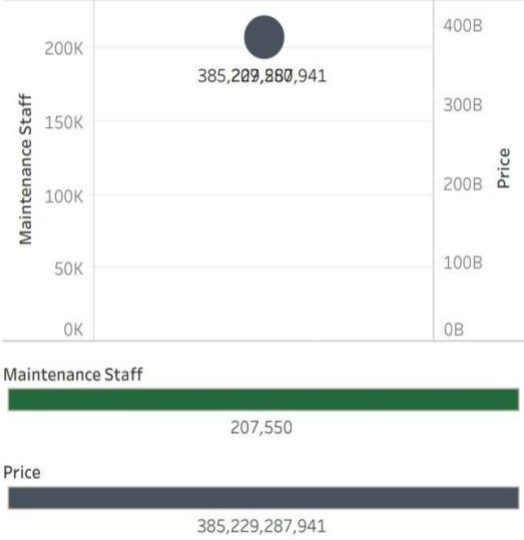 Maintenance Staff
200K
150K
100K
50K
0K
400B
300B
200B
100B
0B
Price
Maintenance Staff
207,550
Price
385,229,287,941